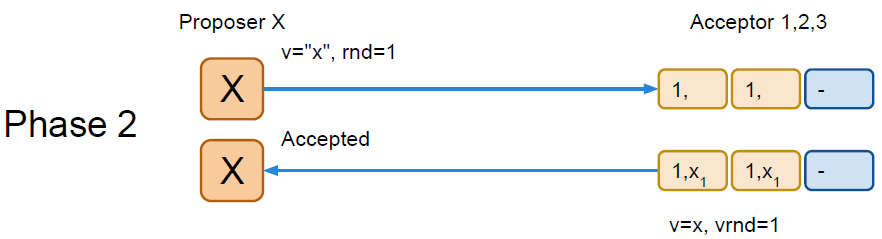 Proposer X
Acceptor 1,2,3
v="x", rnd=1
X
1,
1,
-
Phase 2
Accepted
X
1,x₁
1,x₁
-
v=x, vrnd=1